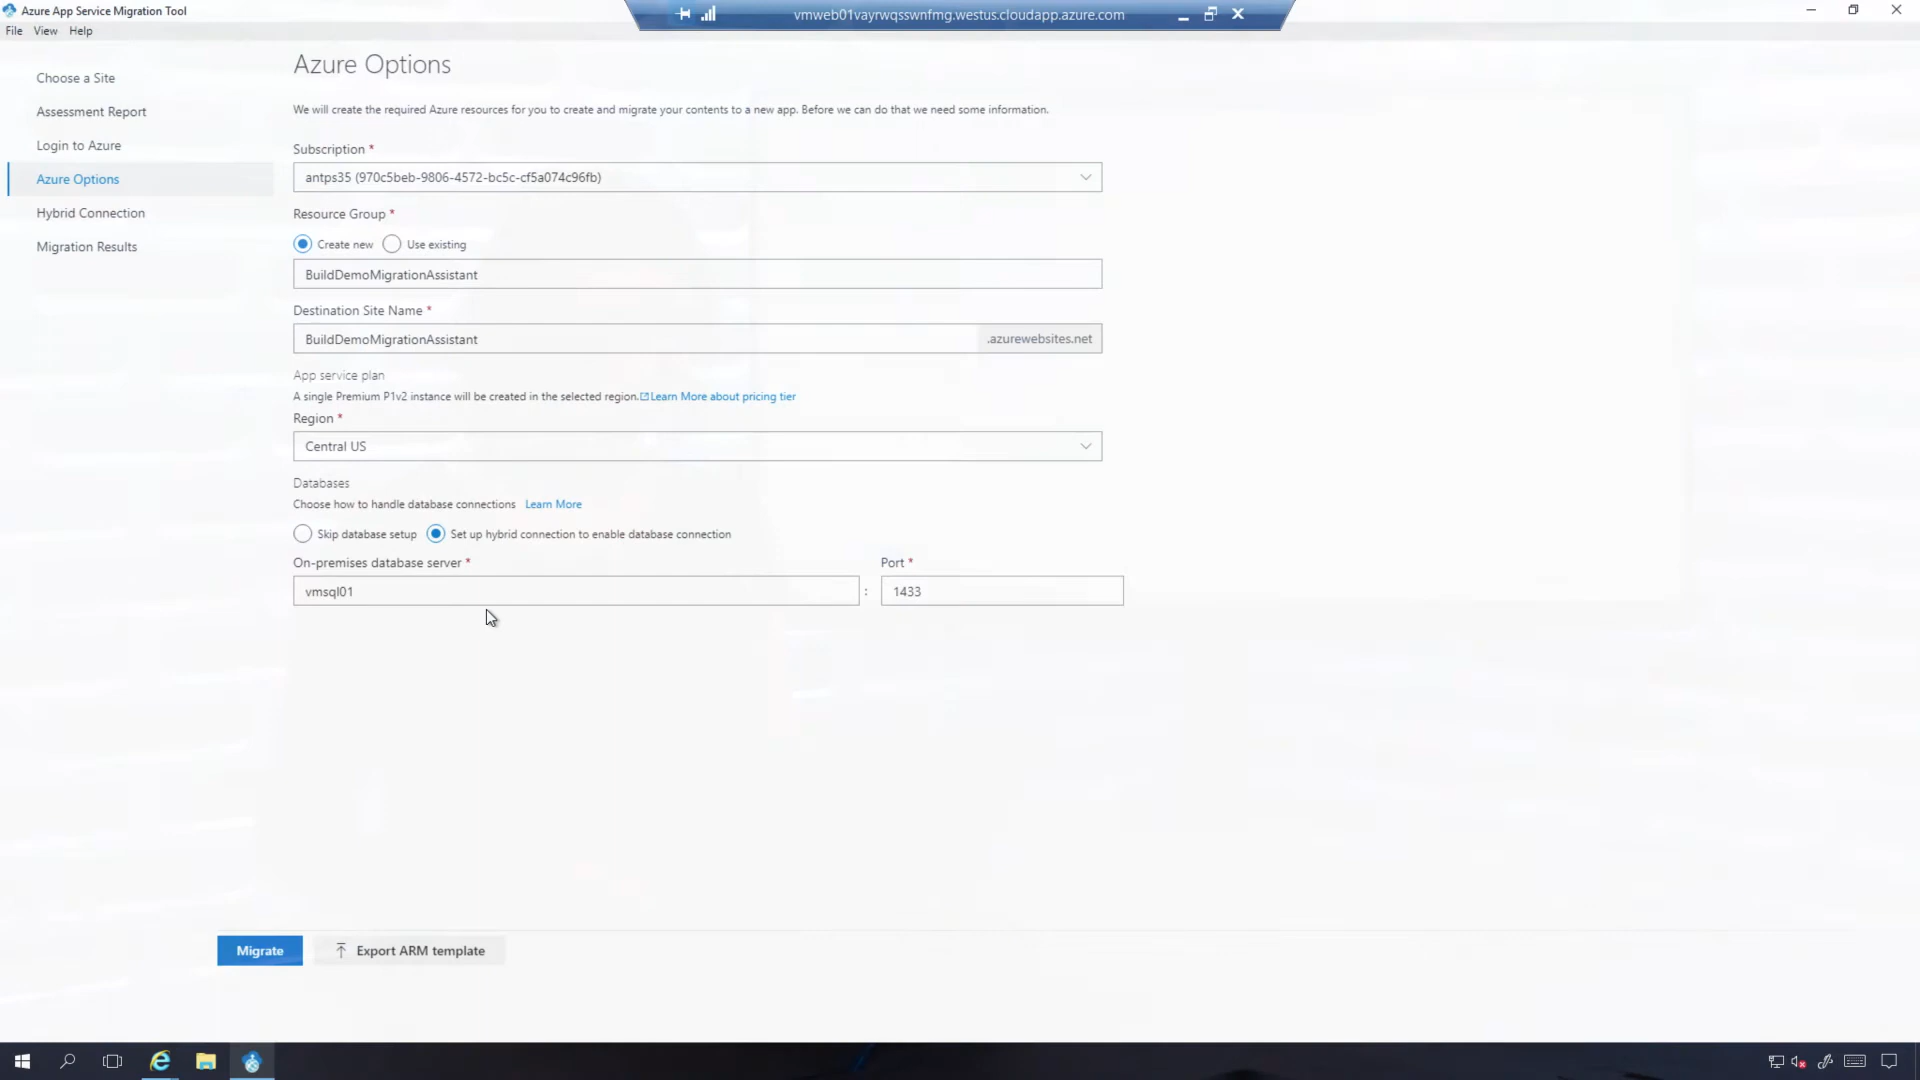 Azure App Service Migration Tool
vmweb01vayrwqsswnfmg.westus.cloudapp.azure.com
File View Help
Choose a Site
Assessment Report
Login to Azure
Azure Options
Hybrid Connection
Migration Results
Azure Options
We will create the required Azure resources for you to create and migrate your contents to a new app. Before we can do that we need some information.
Subscription *
antps35 (970c5beb-9806-4572-bc5c-cf5a074c96fb)
Resource Group *
Create new Use existing
BuildDemoMigrationAssistant
Destination Site Name *
BuildDemoMigrationAssistant .azurewebsites.net
App service plan
A single Premium P1v2 instance will be created in the selected region. Learn More about pricing tier
Region *
Central US
Databases
Choose how to handle database connections Learn More
Skip database setup Set up hybrid connection to enable database connection
On-premises database server * Port *
vmsql01 : 1433
Migrate Export ARM template